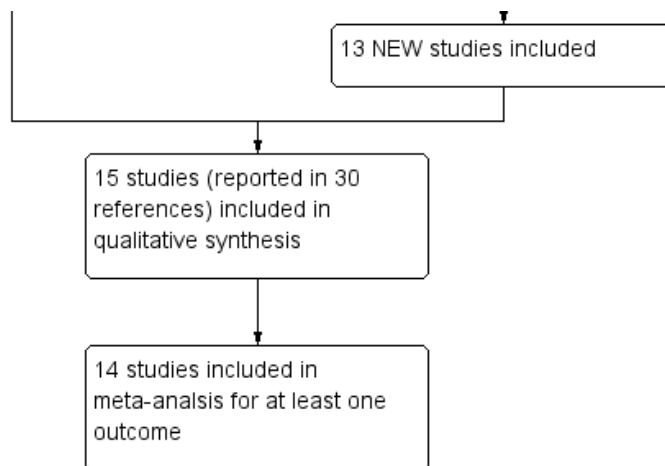 13 NEW studies included
15 studies (reported in 30
references) included in
qualitative synthesis
14 studies included in
meta-analsis for at least one
outcome